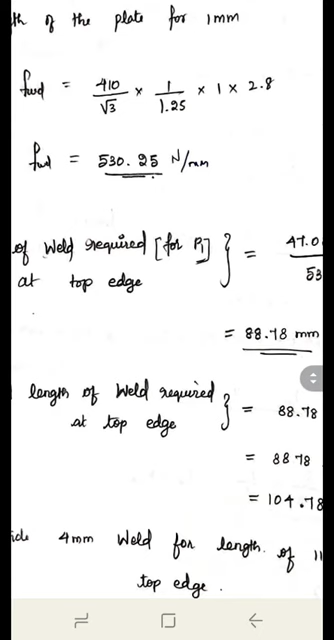 th of the plate for 1mm
fwd = 410/√3 × 1/1.25 × 1 × 2.8
fwd = 530.25 N/mm
of weld required [for P1] at top edge } = 47.0 / 53
= 88.78 mm
length of weld required at top edge } = 88.78
= 88 78
= 104.78
ide 4mm weld for length of 11
top edge.